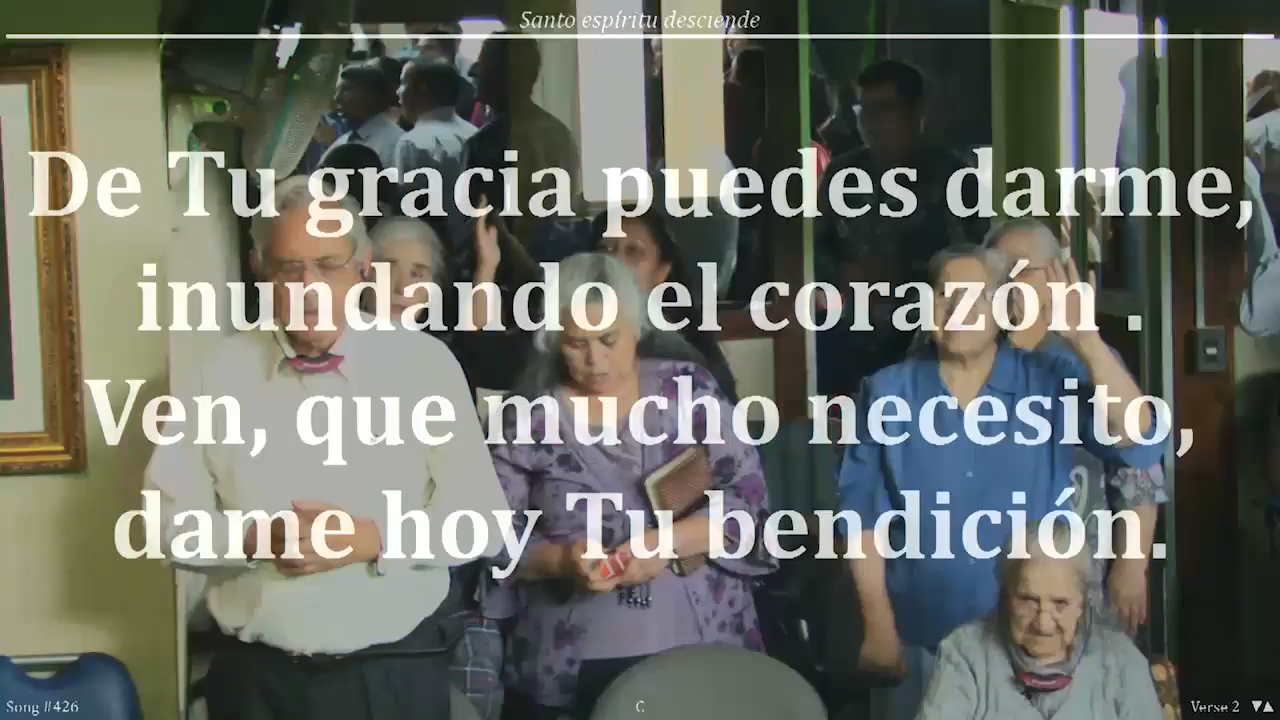 Santo espíritu desciende
De Tu gracia puedes darme,
inundando el corazón .
Ven, que mucho necesito,
dame hoy Tu bendición.
Song #426
C
Verse 2 ▼▲